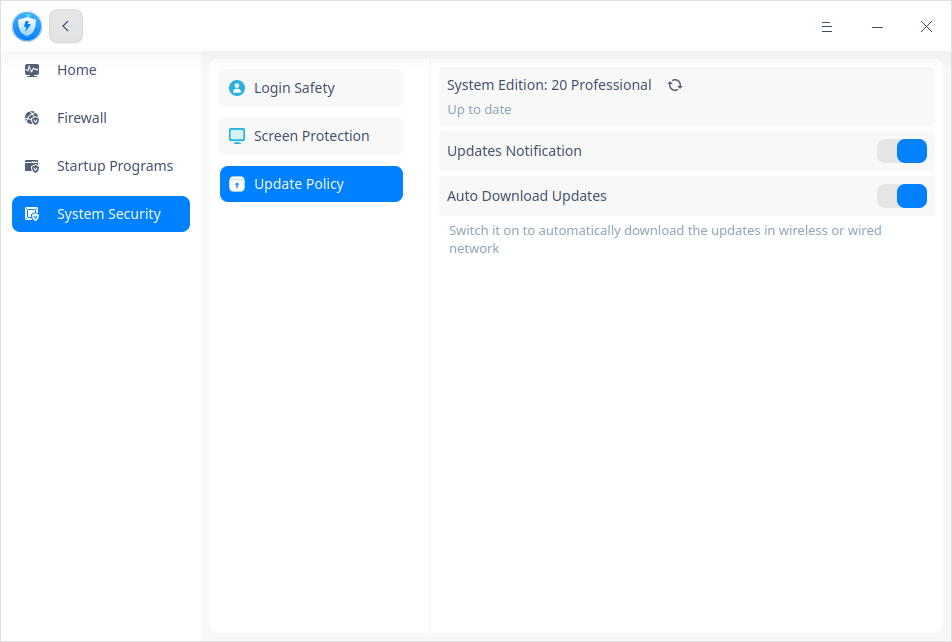 Home
Firewall
Startup Programs
System Security
Login Safety
Screen Protection
Update Policy
System Edition: 20 Professional
Up to date
Updates Notification
Auto Download Updates
Switch it on to automatically download the updates in wireless or wired
network